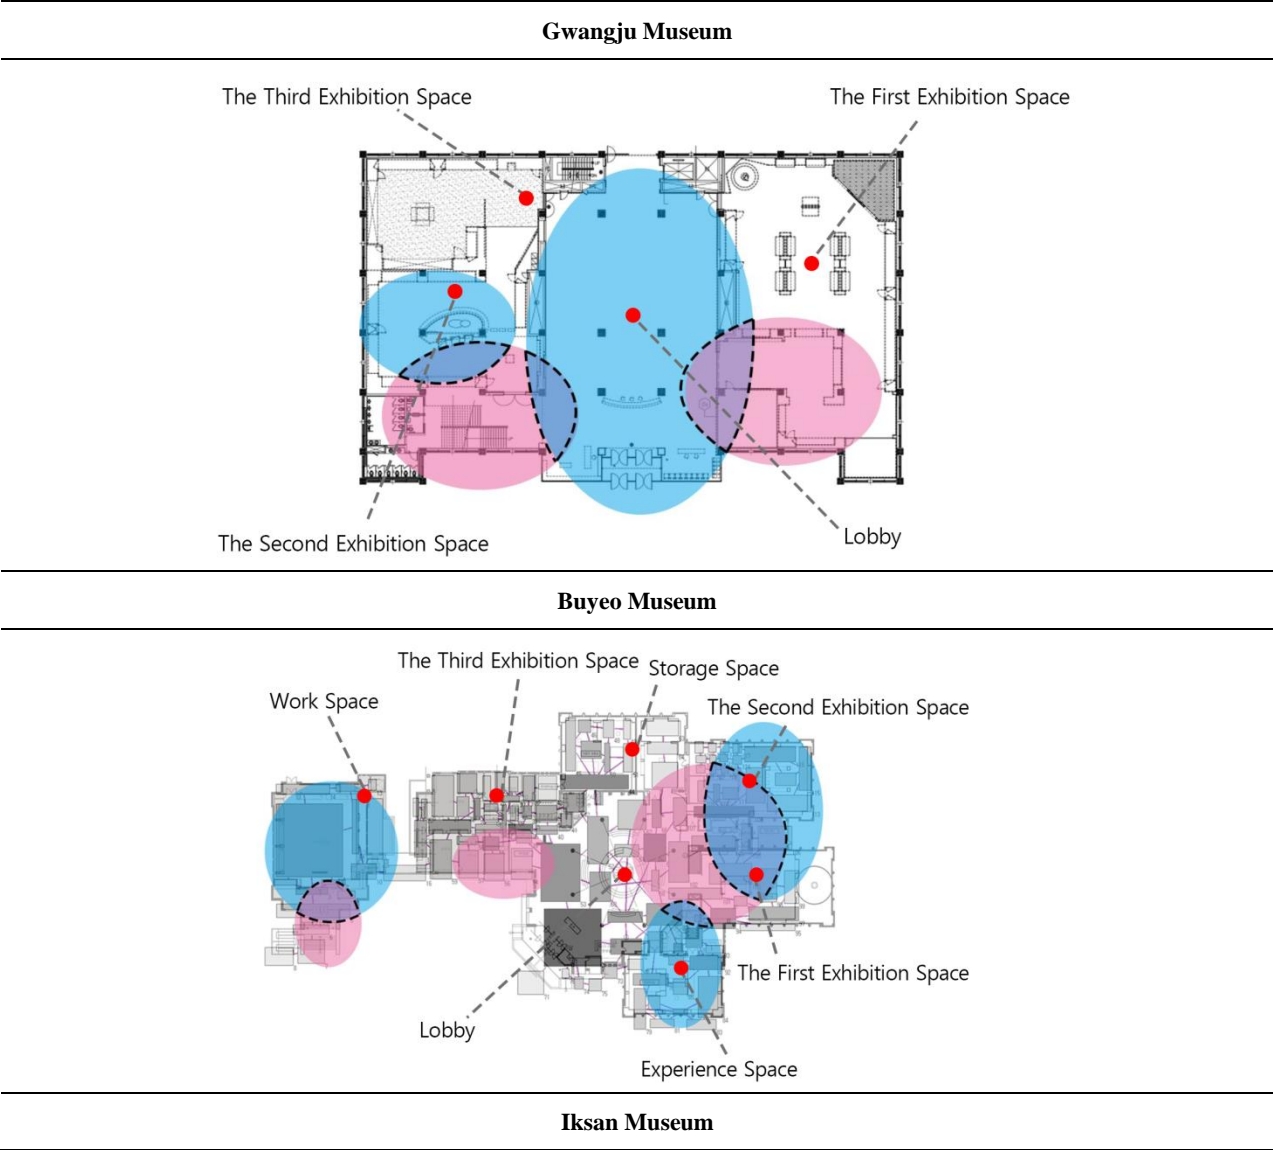 Gwangju Museum
The Third Exhibition Space
The First Exhibition Space
The Second Exhibition Space
Lobby
Buyeo Museum
The Third Exhibition Space
Storage Space
Work Space
The Second Exhibition Space
The First Exhibition Space
Lobby
Experience Space
Iksan Museum